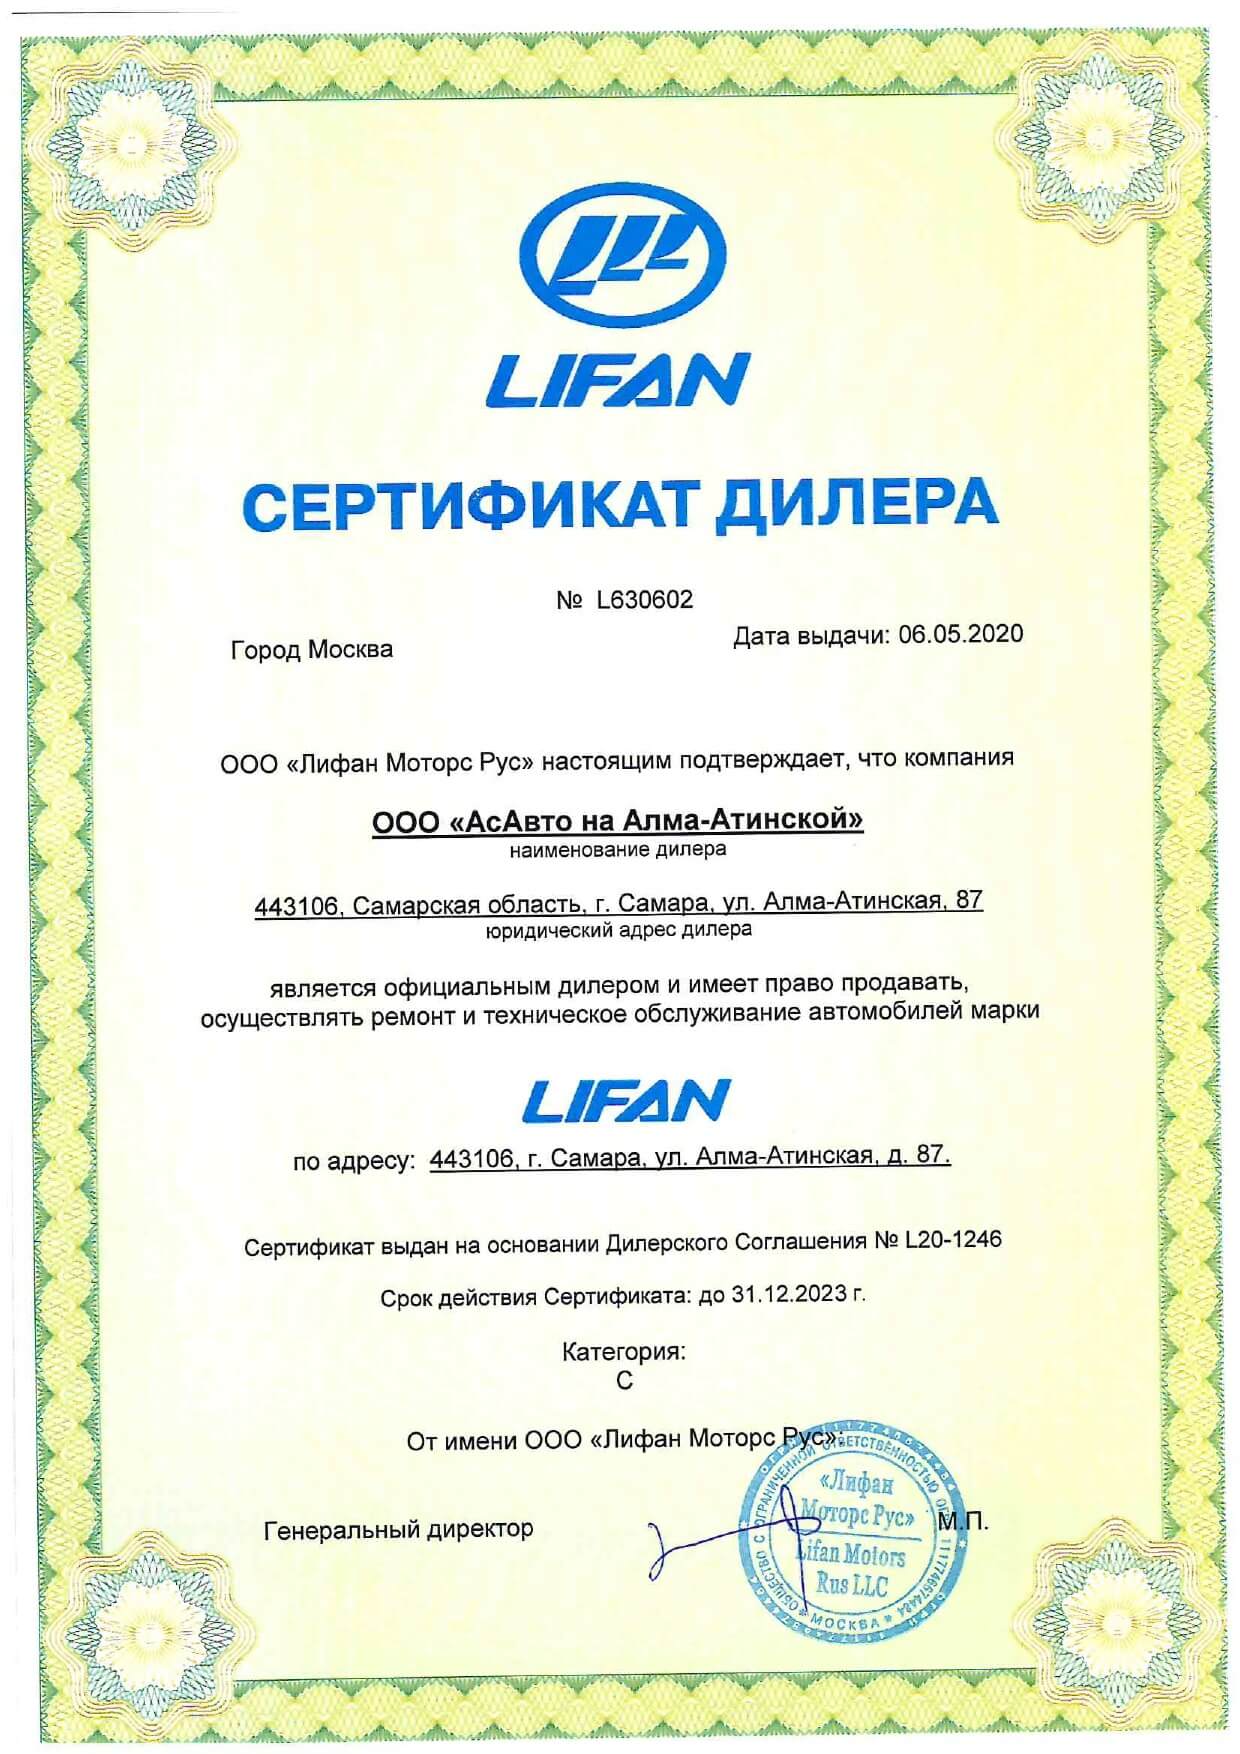 LIFAN
СЕРТИФИКАТ ДИЛЕРА
№ L630602
Город Москва
Дата выдачи: 06.05.2020
ООО «Лифан Моторс Рус» настоящим подтверждает, что компания
ООО «АсАвто на Алма-Атинской»
наименование дилера
443106, Самарская область, г. Самара, ул. Алма-Атинская, 87
юридический адрес дилера
является официальным дилером и имеет право продавать,
осуществлять ремонт и техническое обслуживание автомобилей марки
LIFAN
по адресу: 443106, г. Самара, ул. Алма-Атинская, д. 87.
Сертификат выдан на основании Дилерского Соглашения № L20-1246
Срок действия Сертификата: до 31.12.2023 г.
Категория:
С
От имени ООО «Лифан Моторс Рус»:
Генеральный директор
М.П.
ОБЩЕСТВО С ОГРАНИЧЕННОЙ ОТВЕТСТВЕННОСТЬЮ
«Лифан
Моторс Рус»
Lifan Motors
Rus LLC
МОСКВА